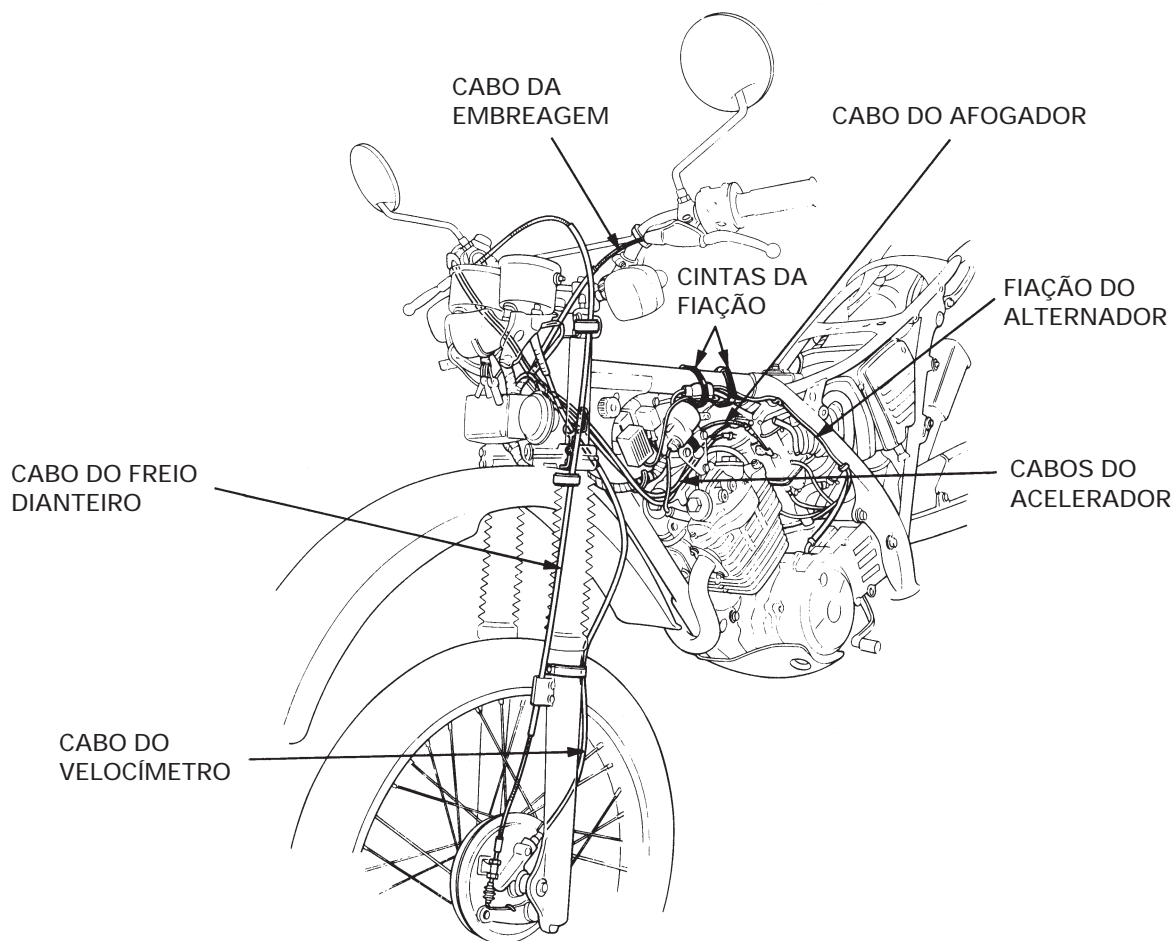 CABO DA
EMBREAGEM
CABO DO AFOGADOR
CINTAS DA
FIAÇÃO
FIAÇÃO DO
ALTERNADOR
CABO DO FREIO
DIANTEIRO
CABOS DO
ACELERADOR
CABO DO
VELOCÍMETRO